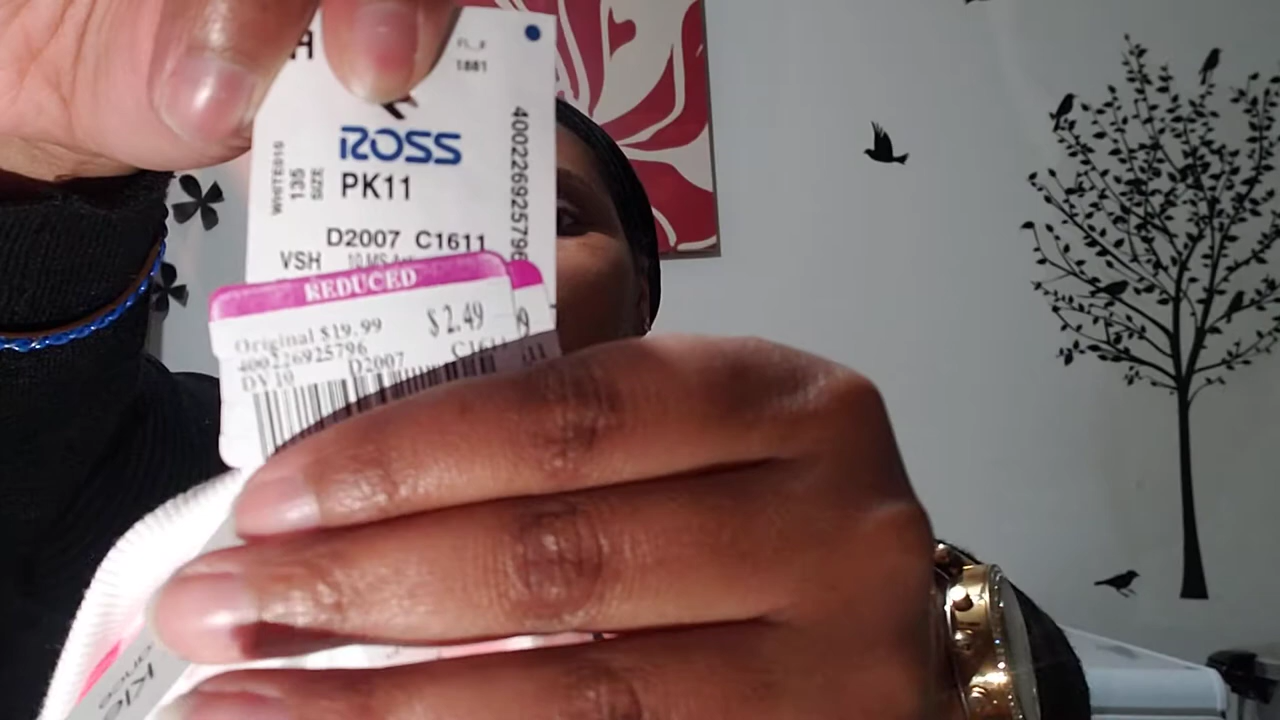 1881
ROSS
WHITE616
135
SIZE
PK11
400226925796
D2007 C1611
VSH
REDUCED
Original $19.99
$2.49
400226925796
DY10
D2007